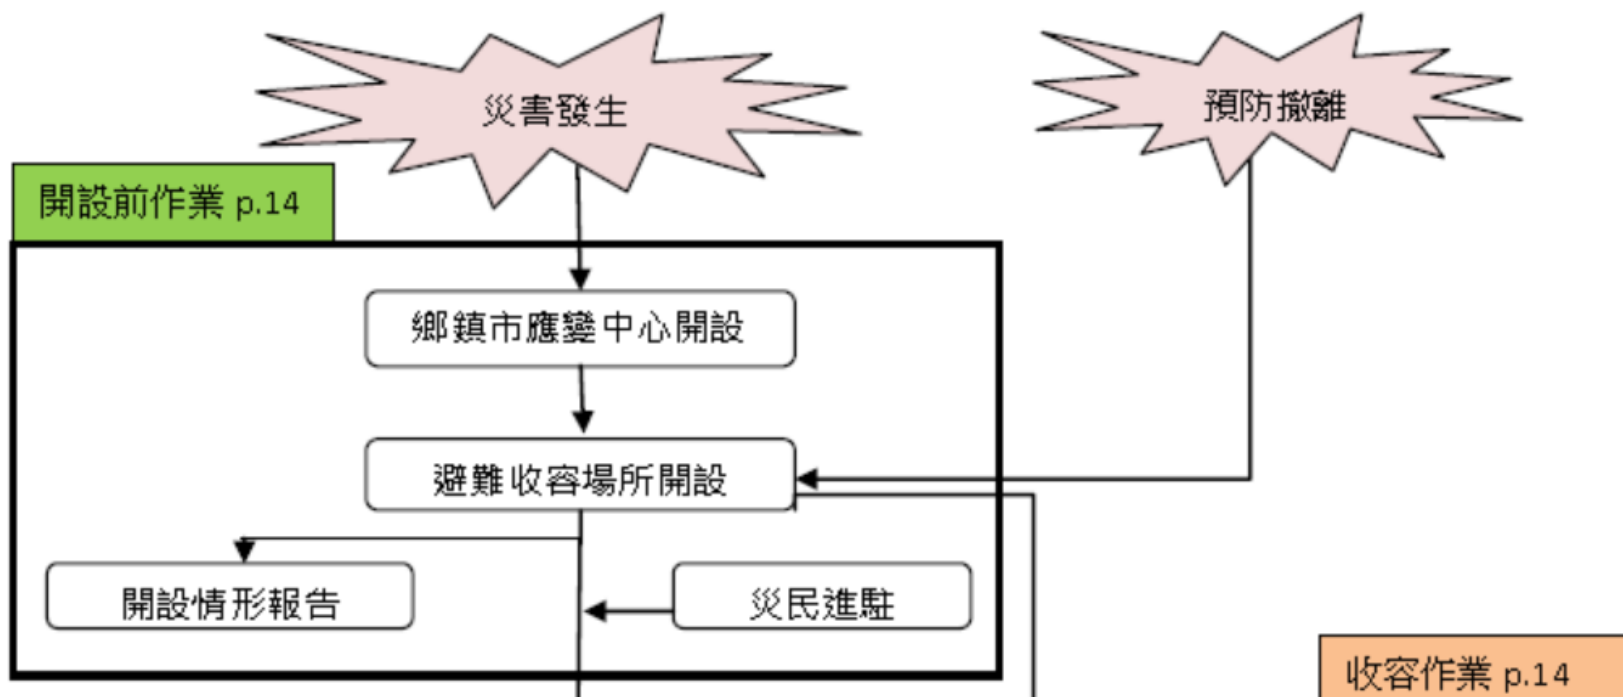 災害發生
預防撤離
開設前作業 p.14
鄉鎮市應變中心開設
避難收容場所開設
開設情形報告
災民進駐
收容作業 p.14